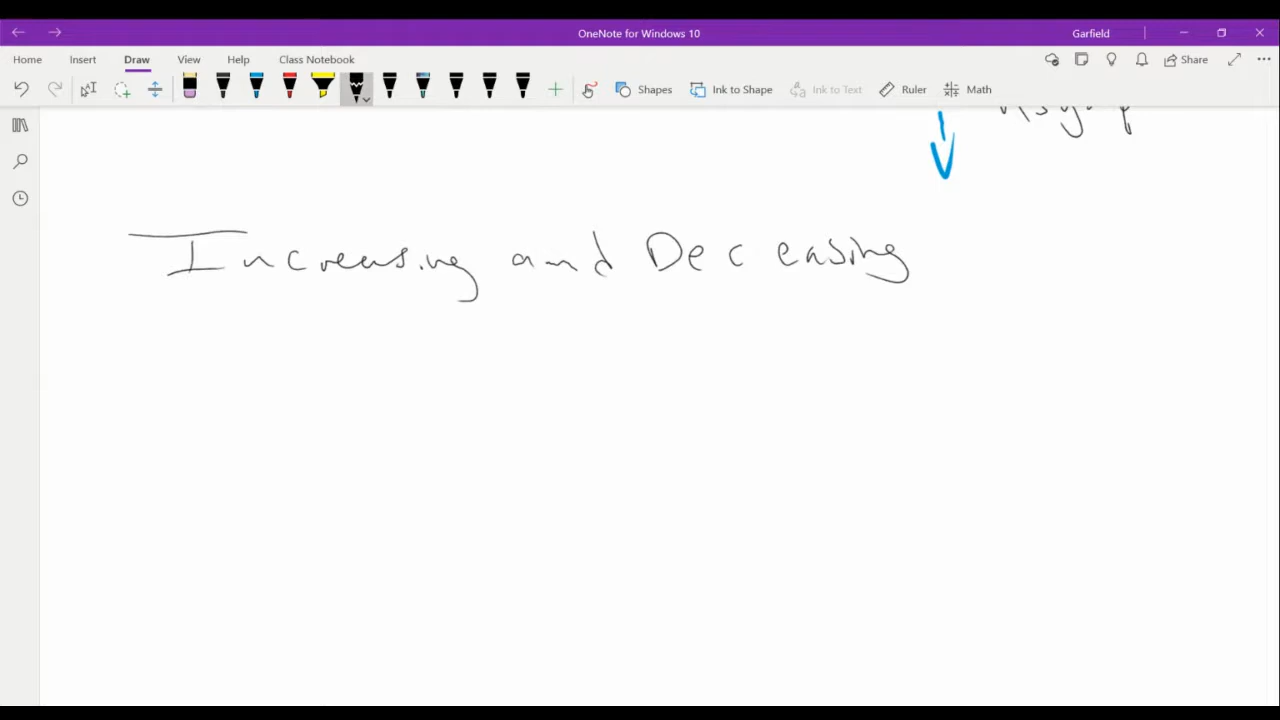 OneNote for Windows 10
Garfield
Home Insert Draw View Help Class Notebook
Share
Shapes Ink to Shape Ink to Text Ruler Math
Increasing and Deceasing